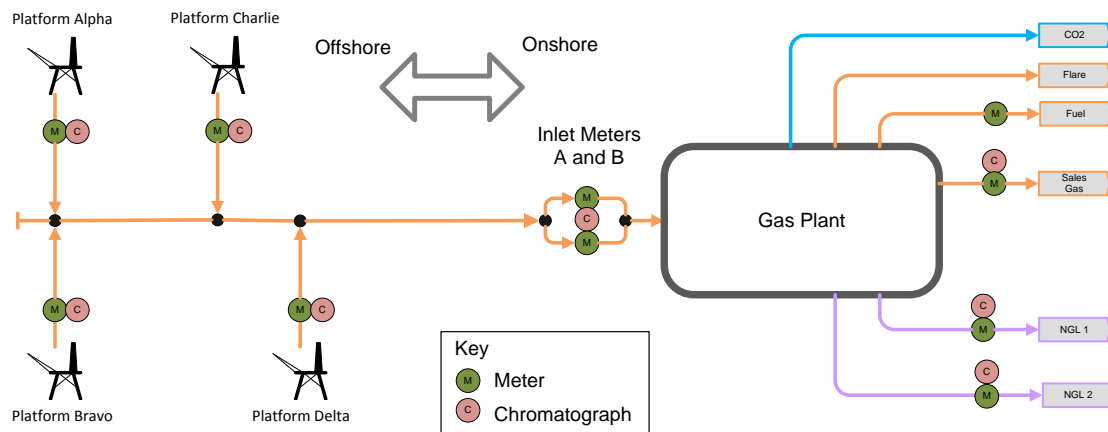 Platform Alpha
Platform Charlie
Offshore
Onshore
CO2
Flare
Fuel
M
M
C
M
C
C
M
Sales
Gas
Inlet Meters
A and B
M
C
M
Gas Plant
M
C
M
C
C
M
NGL 1
C
M
NGL 2
Platform Bravo
Platform Delta
Key
M
Meter
C
Chromatograph